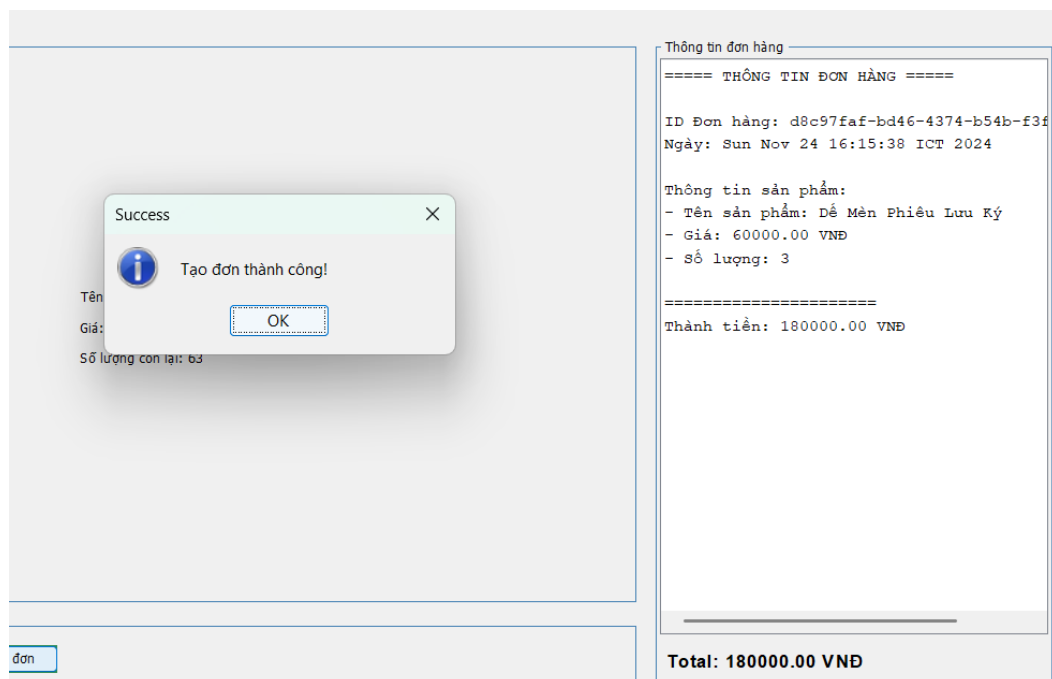 Thông tin đơn hàng
===== THÔNG TIN ĐƠN HÀNG =====
ID Đơn hàng: d8c97faf-bd46-4374-b54b-f3f
Ngày: Sun Nov 24 16:15:38 ICT 2024
Thông tin sản phẩm:
- Tên sản phẩm: Dế Mèn Phiêu Lưu Ký
- Giá: 60000.00 VNĐ
- Số lượng: 3
======================
Thành tiền: 180000.00 VNĐ
Success
Tạo đơn thành công!
OK
Tên
Giá:
Số lượng còn lại: 63
đơn
Total: 180000.00 VNĐ